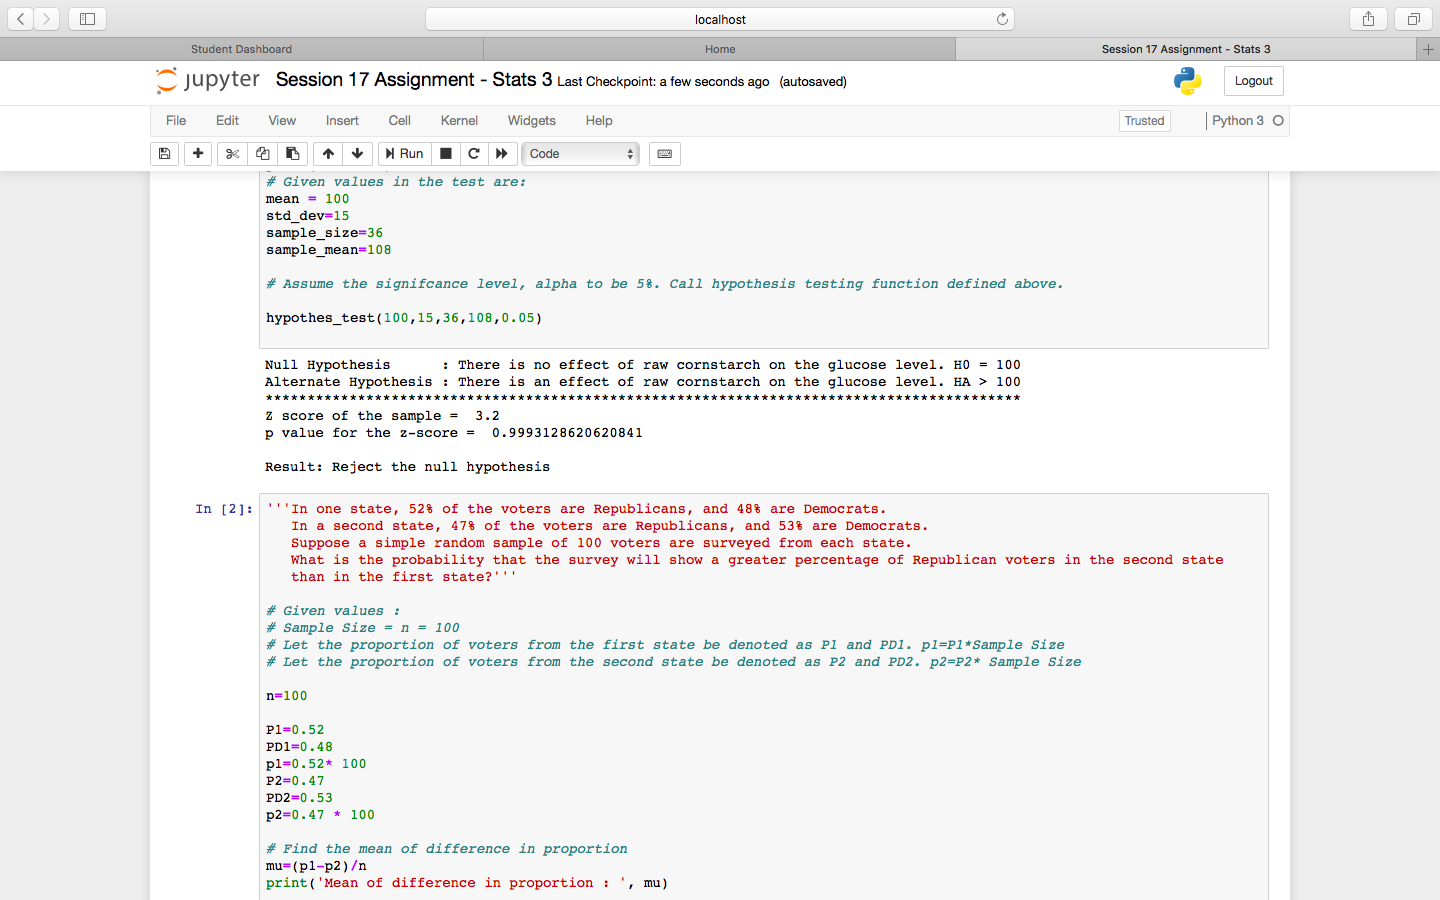 localhost
Student Dashboard
Home
Session 17 Assignment - Stats 3
+
jupyter Session 17 Assignment - Stats 3 Last Checkpoint: a few seconds ago (autosaved)
Logout
File Edit View Insert Cell Kernel Widgets Help
Trusted
Python 3
Run
Code
# Given values in the test are:
mean = 100
std_dev=15
sample_size=36
sample_mean=108
# Assume the signifcance level, alpha to be 5%. Call hypothesis testing function defined above.
hypothes_test(100,15,36,108,0.05)
Null Hypothesis      : There is no effect of raw cornstarch on the glucose level. H0 = 100
Alternate Hypothesis : There is an effect of raw cornstarch on the glucose level. HA > 100
******************************************************************************************
Z score of the sample =  3.2
p value for the z-score =  0.9993128620620841
Result: Reject the null hypothesis
In [2]:
'''In one state, 52% of the voters are Republicans, and 48% are Democrats.
In a second state, 47% of the voters are Republicans, and 53% are Democrats.
Suppose a simple random sample of 100 voters are surveyed from each state.
What is the probability that the survey will show a greater percentage of Republican voters in the second state
than in the first state?'''
# Given values :
# Sample Size = n = 100
# Let the proportion of voters from the first state be denoted as P1 and PD1. p1=P1*Sample Size
# Let the proportion of voters from the second state be denoted as P2 and PD2. p2=P2* Sample Size
n=100
P1=0.52
PD1=0.48
p1=0.52* 100
P2=0.47
PD2=0.53
p2=0.47 * 100
# Find the mean of difference in proportion
mu=(p1-p2)/n
print('Mean of difference in proportion : ', mu)